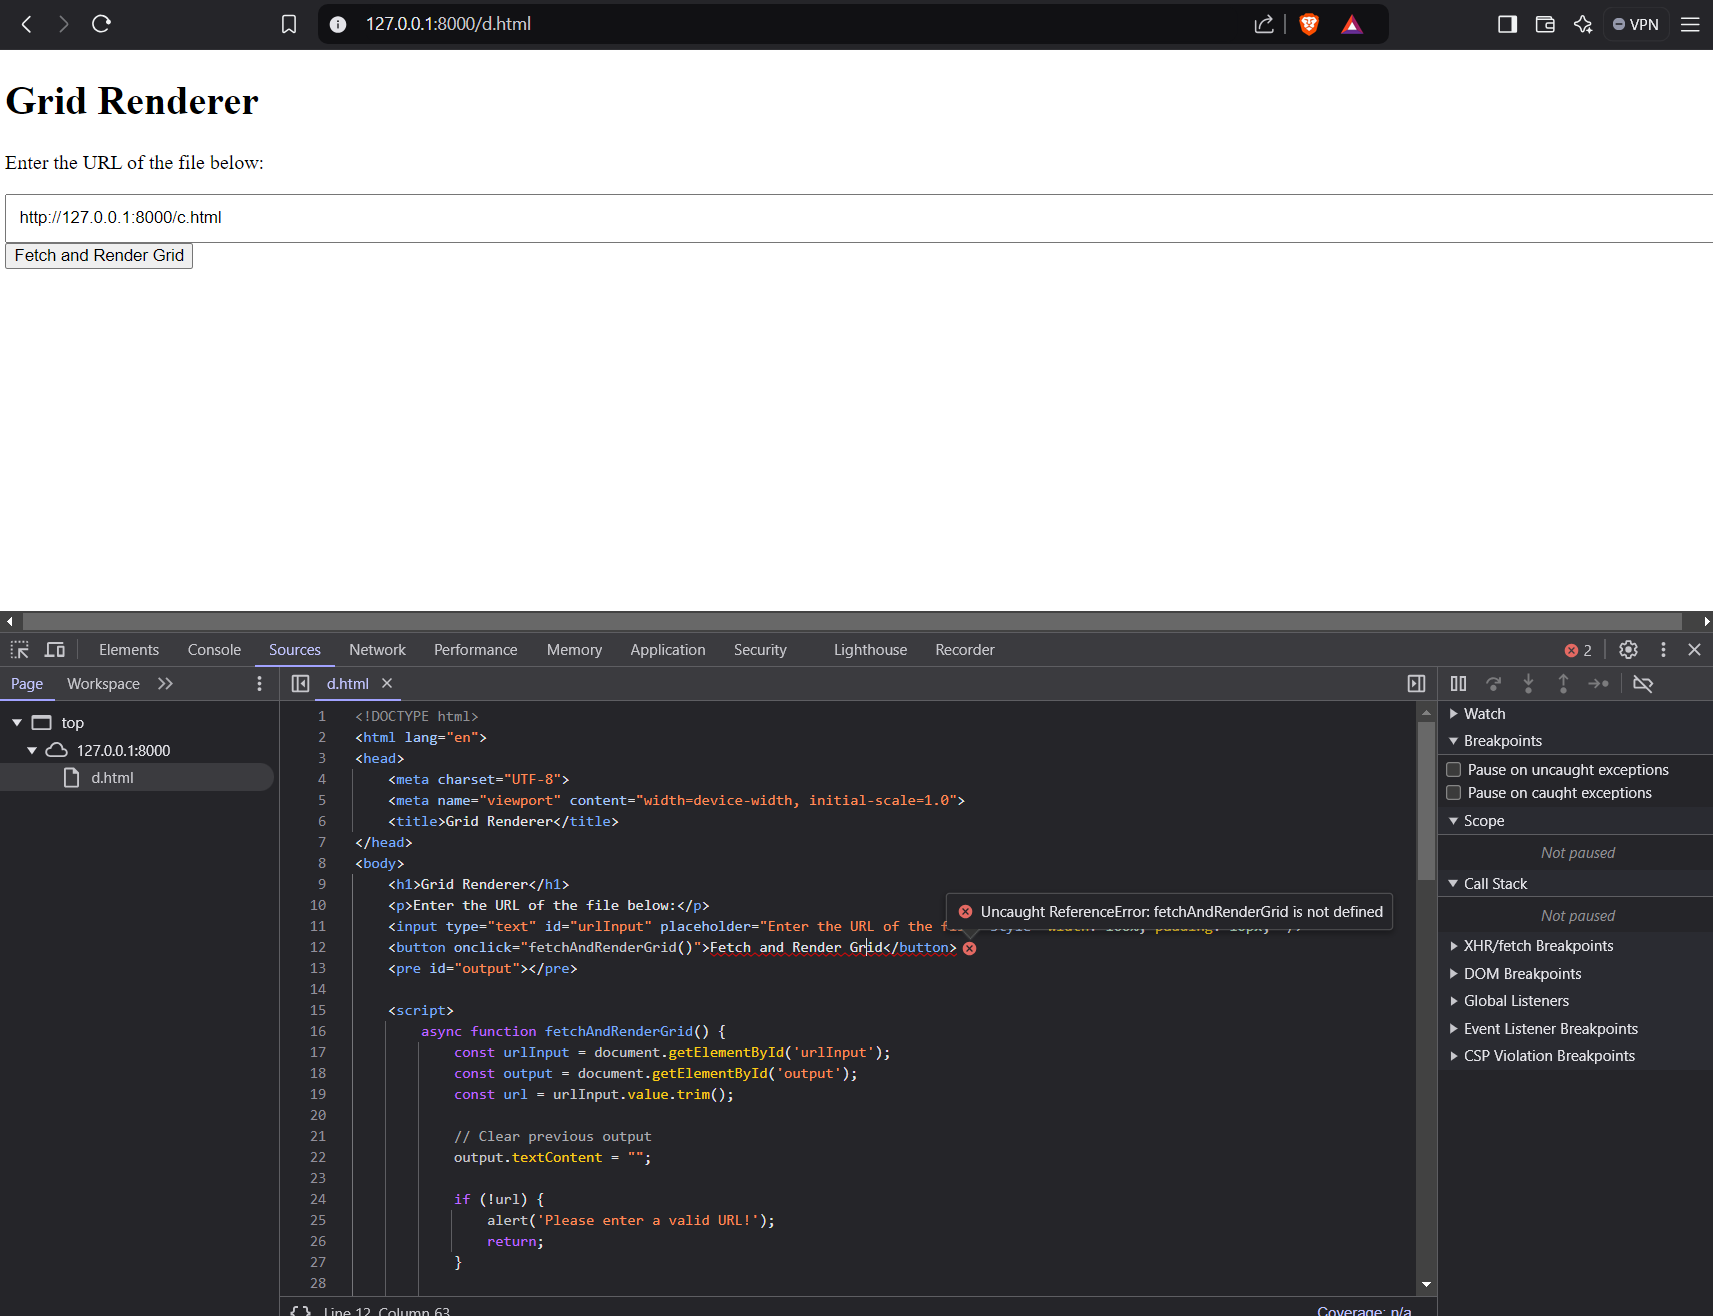 127.0.0.1:8000/d.html
VPN
Grid Renderer
Enter the URL of the file below:
http://127.0.0.1:8000/c.html
Fetch and Render Grid
Elements Console Sources Network Performance Memory Application Security Lighthouse Recorder 2
Page Workspace
d.html
top
127.0.0.1:8000
d.html
1 <!DOCTYPE html>
2 <html lang="en">
3 <head>
4 <meta charset="UTF-8">
5 <meta name="viewport" content="width=device-width, initial-scale=1.0">
6 <title>Grid Renderer</title>
7 </head>
8 <body>
9 <h1>Grid Renderer</h1>
10 <p>Enter the URL of the file below:</p>
Uncaught ReferenceError: fetchAndRenderGrid is not defined
11 <input type="text" id="urlInput" placeholder="Enter the URL of the
12 <button onclick="fetchAndRenderGrid()">Fetch and Render Grid</button>
13 <pre id="output"></pre>
14
15 <script>
16 async function fetchAndRenderGrid() {
17 const urlInput = document.getElementById('urlInput');
18 const output = document.getElementById('output');
19 const url = urlInput.value.trim();
20
21 // Clear previous output
22 output.textContent = "";
23
24 if (!url) {
25 alert('Please enter a valid URL!');
26 return;
27 }
28
{} Line 12, Column 63
Coverage: n/a
Watch
Breakpoints
Pause on uncaught exceptions
Pause on caught exceptions
Scope
Not paused
Call Stack
Not paused
XHR/fetch Breakpoints
DOM Breakpoints
Global Listeners
Event Listener Breakpoints
CSP Violation Breakpoints